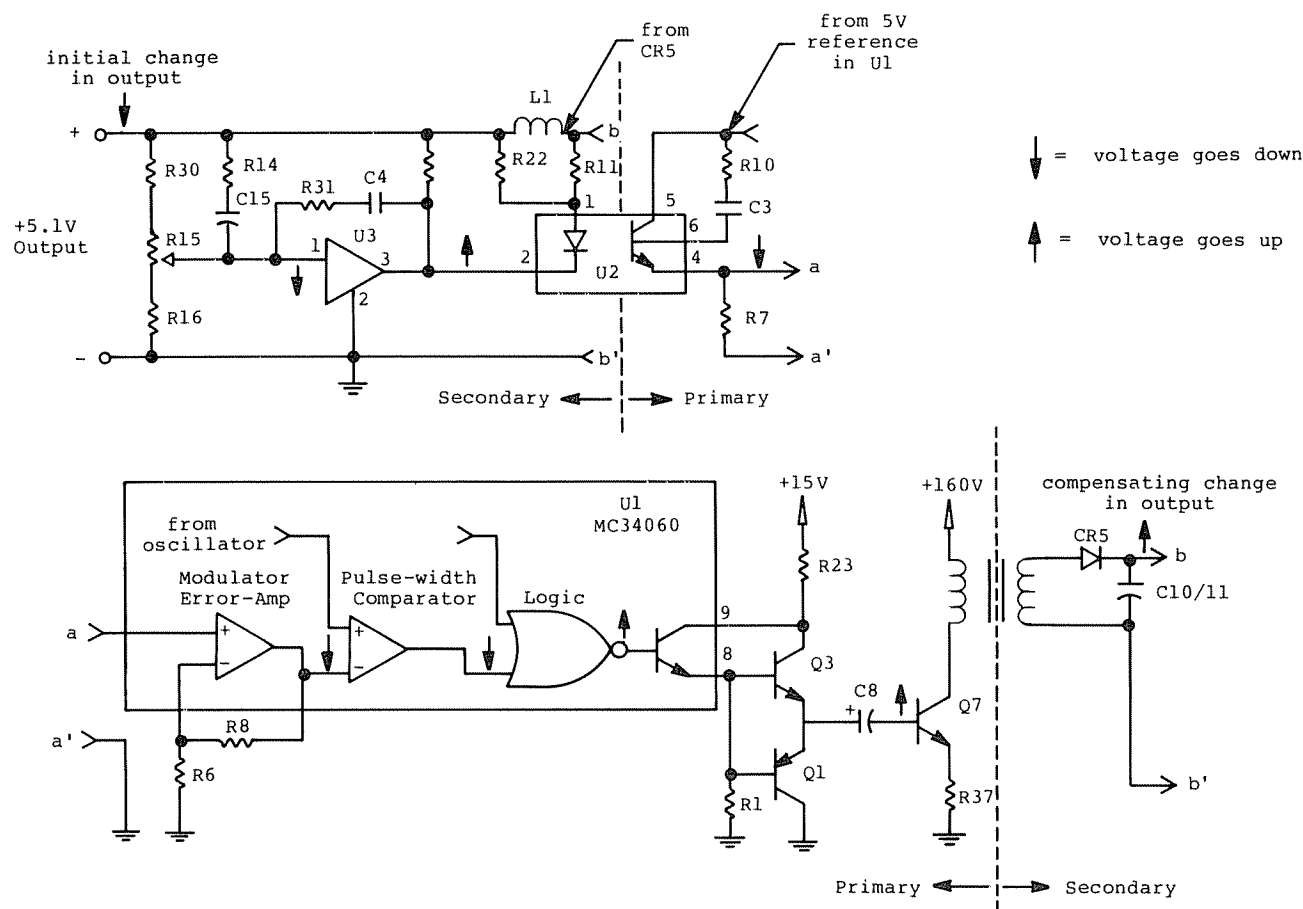 from
CR5
from 5V
reference
in U1
initial change
in output
L1
+
b
R30
R14
R22
R11
R10
= voltage goes down
R31
C4
C15
C3
1
5
+5.1V
Output
R15
U3
6
= voltage goes up
1
3
2
U2
4
a
2
R16
R7
-
b'
a'
Secondary
Primary
U1
MC34060
+15V
+160V
compensating change
in output
from
oscillator
CR5
b
R23
Modulator
Error-Amp
Pulse-width
Comparator
Logic
C10/11
a
+
-
+
-
9
8
Q3
C8
+
Q7
a'
R8
R6
Q1
R1
R37
b'
Primary
Secondary